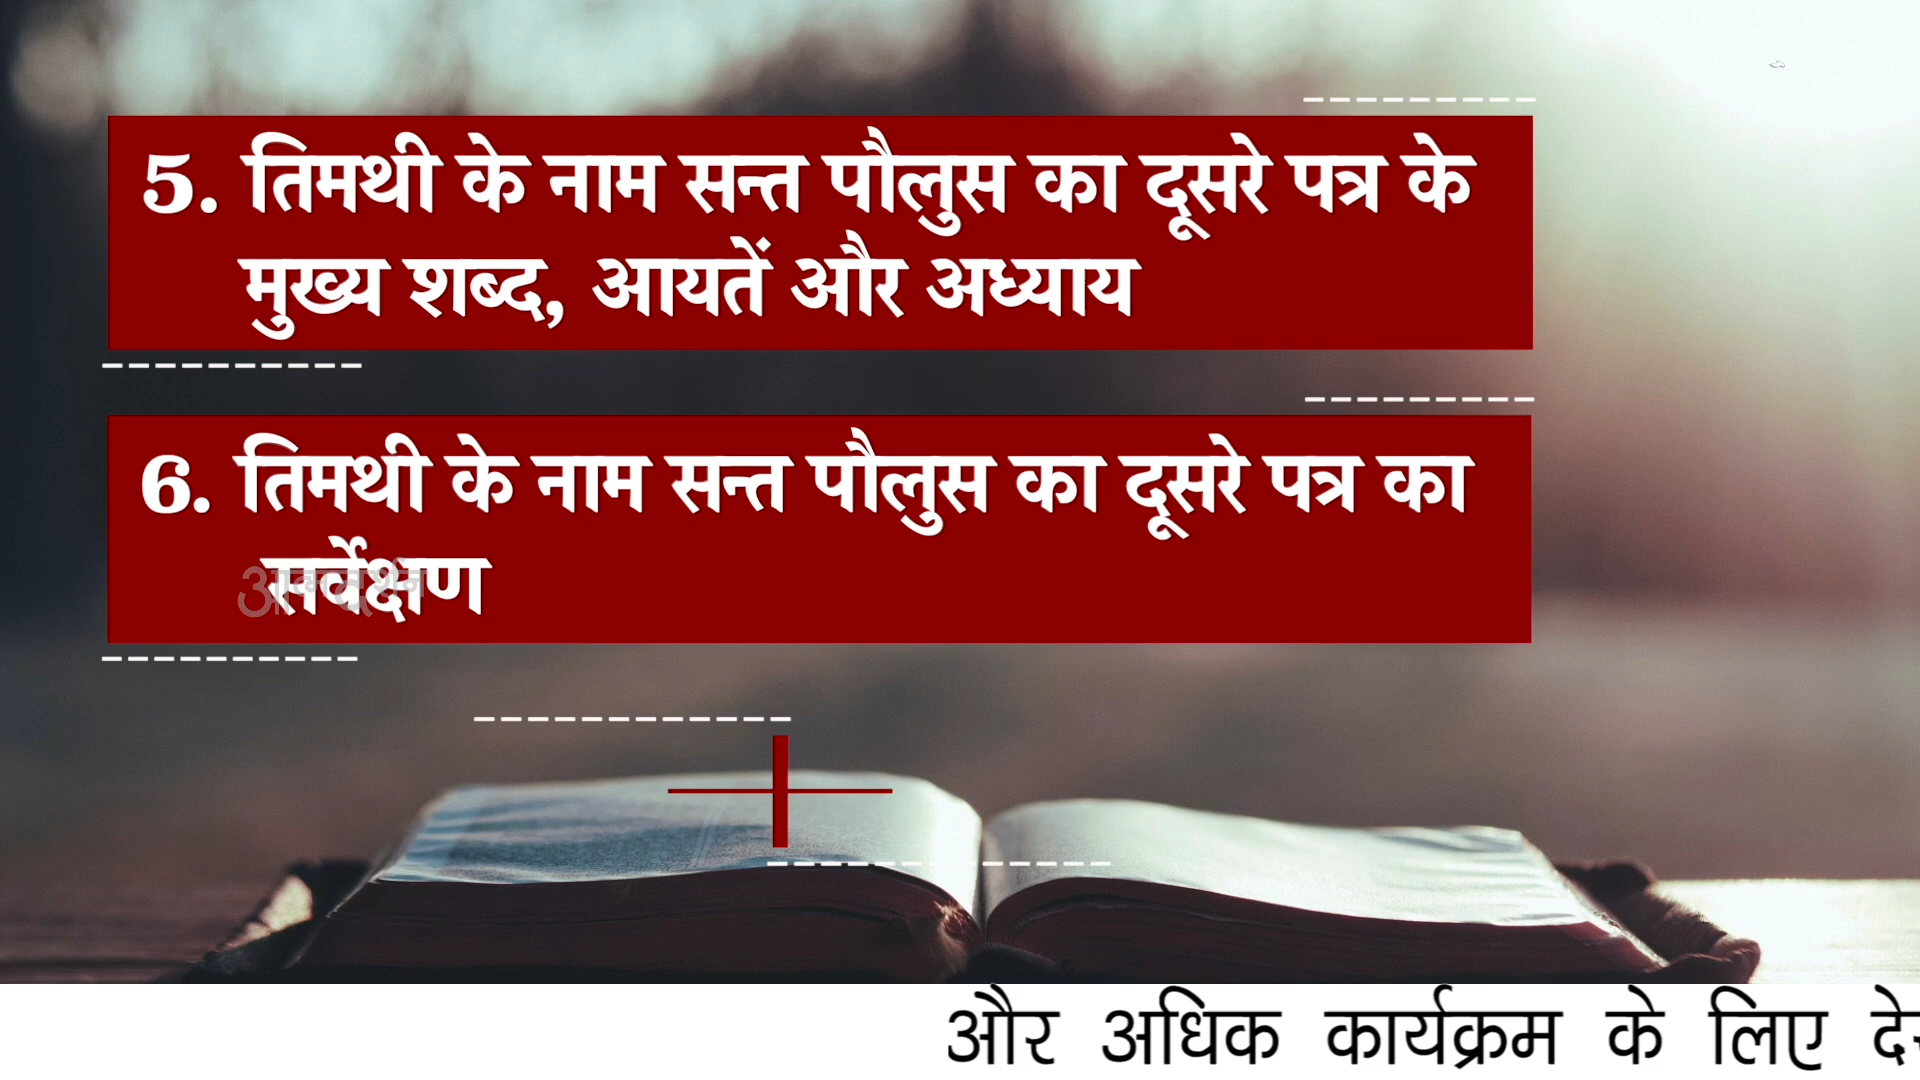 5. तिमथी के नाम सन्त पौलुस का दूसरे पत्र के
मुख्य शब्द, आयतें और अध्याय
6. तिमथी के नाम सन्त पौलुस का दूसरे पत्र का
सर्वेक्षण
और अधिक कार्यक्रम के लिए